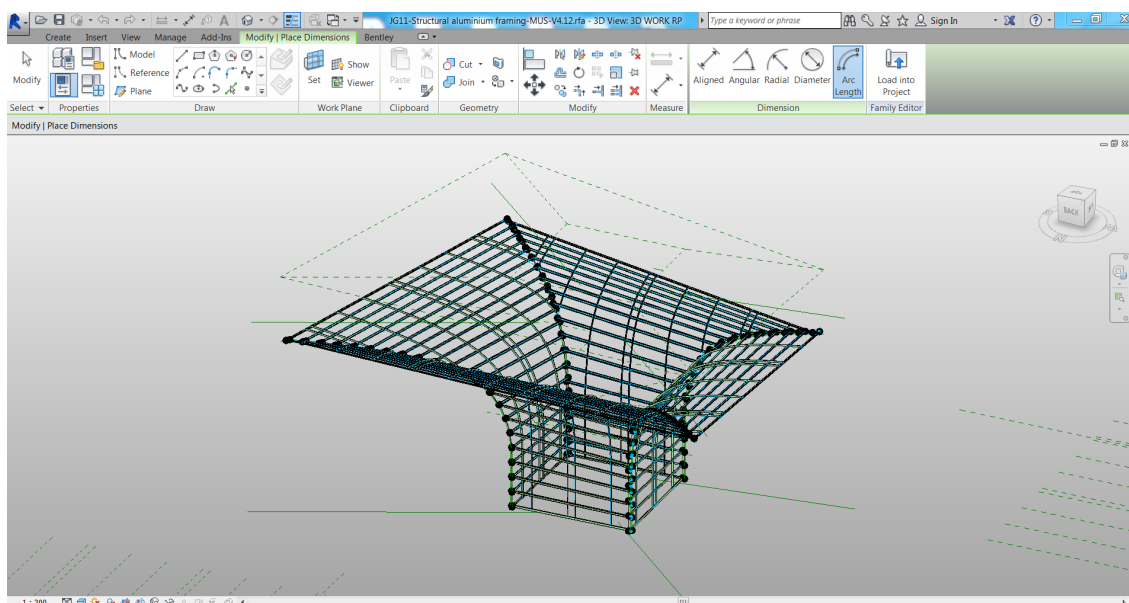 JG11-Structural aluminium framing-MUS-V4.12.rfa - 3D View: 3D WORK RP
Type a keyword or phrase
Sign In
Create Insert View Manage Add-Ins Modify | Place Dimensions Bentley
Modify
Model
Reference
Plane
Set
Show
Viewer
Paste
Cut
Join
Aligned Angular Radial Diameter Arc Length
Load into Project
Select Properties Draw Work Plane Clipboard Geometry Modify Measure Dimension Family Editor
Modify | Place Dimensions
BACK
1 : 200